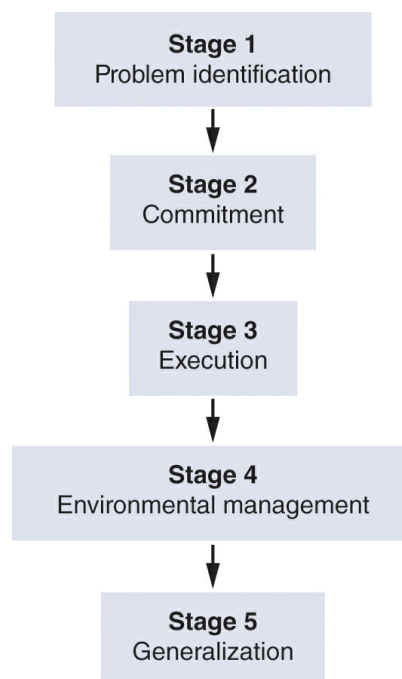 Stage 1
Problem identification
Stage 2
Commitment
Stage 3
Execution
Stage 4
Environmental management
Stage 5
Generalization